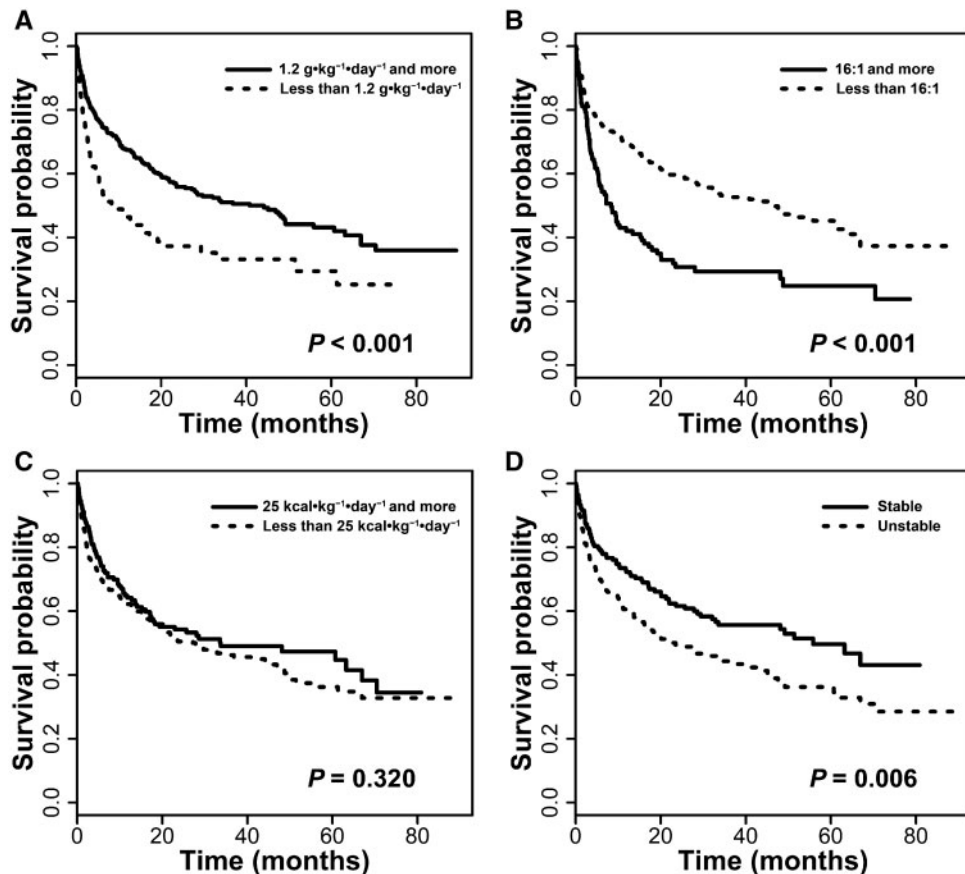 A
1.2 g•kg⁻¹•day⁻¹ and more
Less than 1.2 g•kg⁻¹•day⁻¹
Survival probability
1.0
0.8
0.6
0.4
0.2
0.0
P < 0.001
0 20 40 60 80
Time (months)
B
16:1 and more
Less than 16:1
Survival probability
1.0
0.8
0.6
0.4
0.2
0.0
P < 0.001
0 20 40 60 80
Time (months)
C
25 kcal•kg⁻¹•day⁻¹ and more
Less than 25 kcal•kg⁻¹•day⁻¹
Survival probability
1.0
0.8
0.6
0.4
0.2
0.0
P = 0.320
0 20 40 60 80
Time (months)
D
Stable
Unstable
Survival probability
1.0
0.8
0.6
0.4
0.2
0.0
P = 0.006
0 20 40 60 80
Time (months)